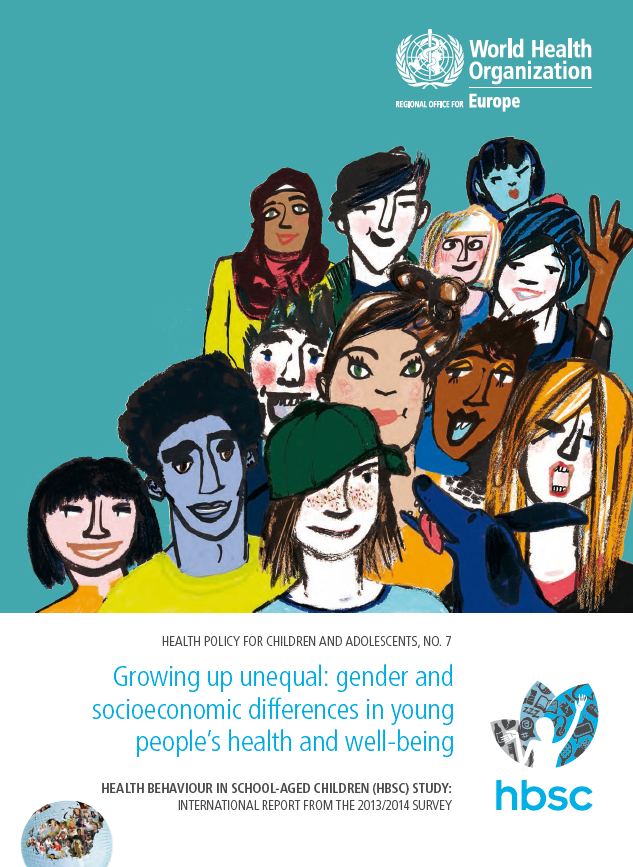 World Health
Organization
REGIONAL OFFICE FOR Europe
HEALTH POLICY FOR CHILDREN AND ADOLESCENTS, NO. 7
Growing up unequal: gender and
socioeconomic differences in young
people's health and well-being
HEALTH BEHAVIOUR IN SCHOOL-AGED CHILDREN (HBSC) STUDY:
INTERNATIONAL REPORT FROM THE 2013/2014 SURVEY
hbsc